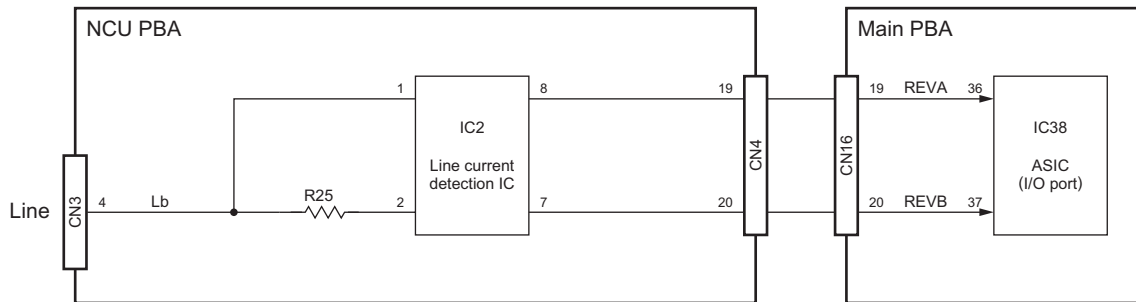 NCU PBA
Main PBA
1
8
19
19
REVA
36
IC2
Line current
detection IC
CN4
CN16
IC38
ASIC
(I/O port)
Line
CN3
4
Lb
R25
2
7
20
20
REVB
37